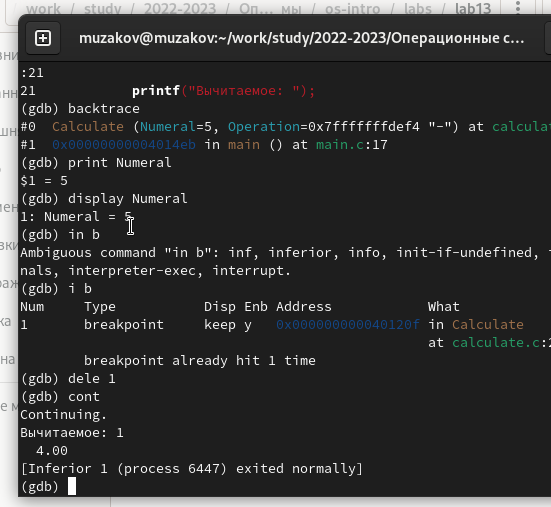 work / study / 2022-2023 / Оп… мы / os-intro / labs / lab13
muzakov@muzakov:~/work/study/2022-2023/Операционные с…
:21
21 printf("Вычитаемое: ");
(gdb) backtrace
#0 Calculate (Numeral=5, Operation=0x7fffffffdef4 "-") at calculat
#1 0x00000000004014eb in main () at main.c:17
(gdb) print Numeral
$1 = 5
(gdb) display Numeral
1: Numeral = 5
(gdb) in b
Ambiguous command "in b": inf, inferior, info, init-if-undefined,
nals, interpreter-exec, interrupt.
(gdb) i b
Num Type Disp Enb Address What
1 breakpoint keep y 0x000000000040120f in Calculate
at calculate.c:2
breakpoint already hit 1 time
(gdb) dele 1
(gdb) cont
Continuing.
Вычитаемое: 1
4.00
[Inferior 1 (process 6447) exited normally]
(gdb)